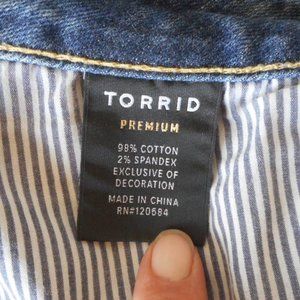 TORRID
PREMIUM
98% COTTON
2% SPANDEX
EXCLUSIVE OF
DECORATION
MADE IN CHINA
RN#120684